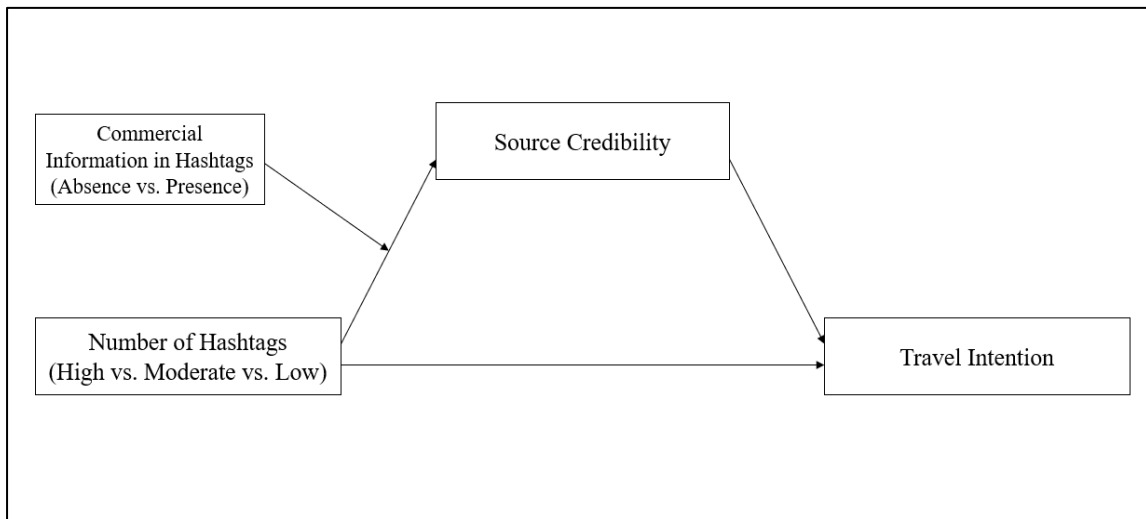 Commercial
Information in Hashtags
(Absence vs. Presence)
Source Credibility
Number of Hashtags
(High vs. Moderate vs. Low)
Travel Intention